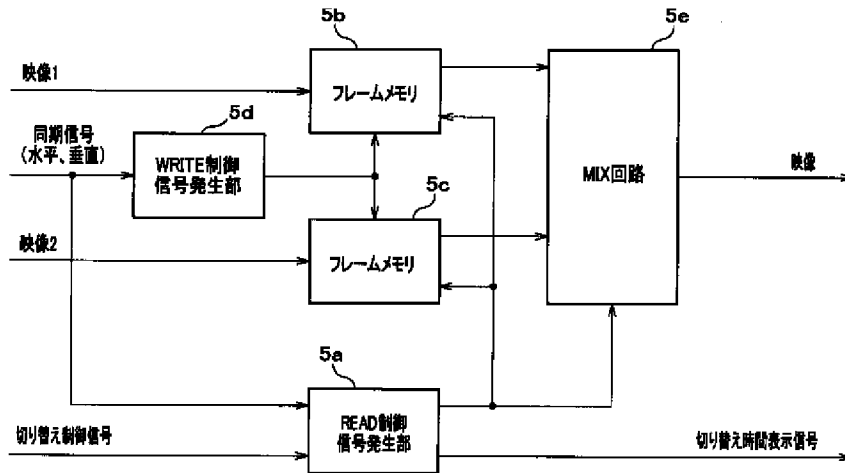 5b
5e
映像1
フレームメモリ
5d
同期信号
(水平、垂直)
WRITE制御
信号発生部
MIX回路
映像
5c
映像2
フレームメモリ
5a
READ制御
信号発生部
切り替え制御信号
切り替え時間表示信号